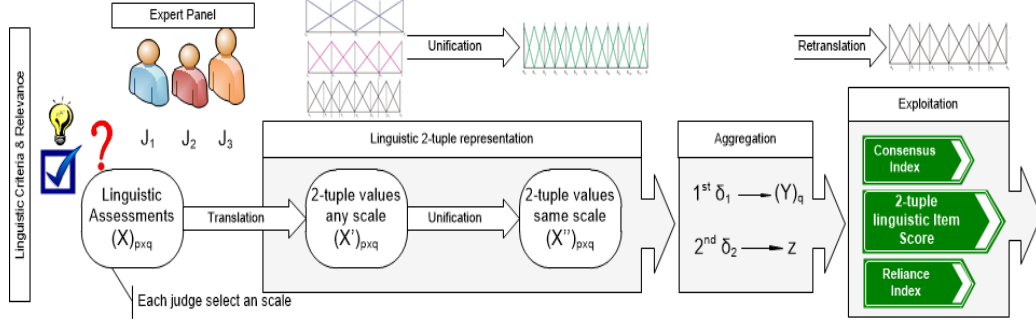 Linguistic Criteria & Relevance
Expert Panel
J1 J2 J3
?
Linguistic
Assessments
(X)pxq
Each judge select an scale
Translation
Unification
Linguistic 2-tuple representation
2-tuple values
any scale
(X')pxq
Unification
2-tuple values
same scale
(X'')pxq
Aggregation
1st δ1 → (Y)q
2nd δ2 → z
Retranslation
Exploitation
Consensus
Index
2-tuple
linguistic Item
Score
Reliance
Index